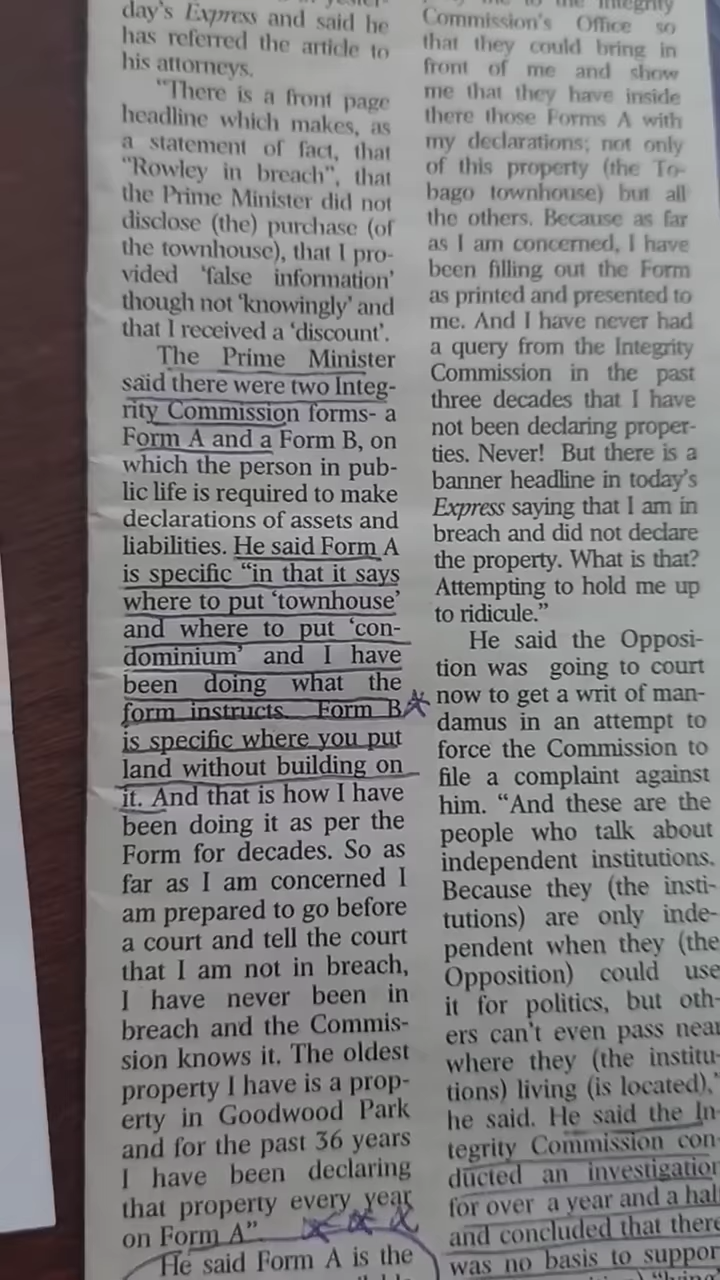 day's Express and said he
has referred the article to
his attorneys.
"There is a front page
headline which makes, as
a statement of fact, that
"Rowley in breach", that
the Prime Minister did not
disclose (the) purchase (of
the townhouse), that I pro-
vided 'false information'
though not 'knowingly' and
that I received a 'discount'.
The Prime Minister
said there were two Integ-
rity Commission forms- a
Form A and a Form B, on
which the person in pub-
lic life is required to make
declarations of assets and
liabilities. He said Form A
is specific "in that it says
where to put 'townhouse'
and where to put 'con-
dominium' and I have
been doing what the
form instructs. Form B
is specific where you put
land without building on
it. And that is how I have
been doing it as per the
Form for decades. So as
far as I am concerned I
am prepared to go before
a court and tell the court
that I am not in breach,
I have never been in
breach and the Commis-
sion knows it. The oldest
property I have is a prop-
erty in Goodwood Park
and for the past 36 years
I have been declaring
that property every year
on Form A".
He said Form A is the
Integrity
Commission's Office so
that they could bring in
front of me and show
me that they have inside
there those Forms A with
my declarations; not only
of this property (the To-
bago townhouse) but all
the others. Because as far
as I am concerned, I have
been filling out the Form
as printed and presented to
me. And I have never had
a query from the Integrity
Commission in the past
three decades that I have
not been declaring proper-
ties. Never! But there is a
banner headline in today's
Express saying that I am in
breach and did not declare
the property. What is that?
Attempting to hold me up
to ridicule."
He said the Opposi-
tion was going to court
now to get a writ of man-
damus in an attempt to
force the Commission to
file a complaint against
him. "And these are the
people who talk about
independent institutions.
Because they (the insti-
tutions) are only inde-
pendent when they (the
Opposition) could use
it for politics, but oth-
ers can't even pass near
where they (the institu-
tions) living (is located),"
he said. He said the In-
tegrity Commission con-
ducted an investigation
for over a year and a hal
and concluded that there
was no basis to suppor